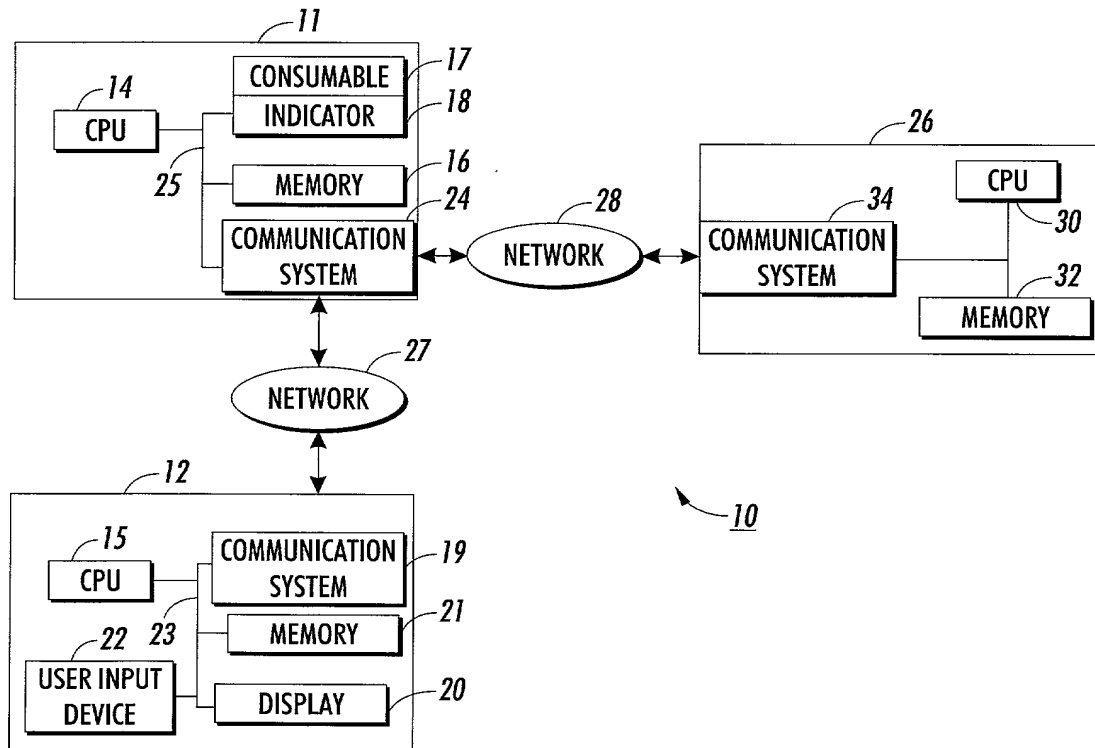 11
CONSUMABLE 17
14
CPU
INDICATOR 18
25
MEMORY 16
24
COMMUNICATION
SYSTEM
28
NETWORK
26
CPU
30
34
COMMUNICATION
SYSTEM
32
MEMORY
27
NETWORK
10
12
15
CPU
COMMUNICATION
SYSTEM
19
23
MEMORY 21
22
USER INPUT
DEVICE
DISPLAY 20